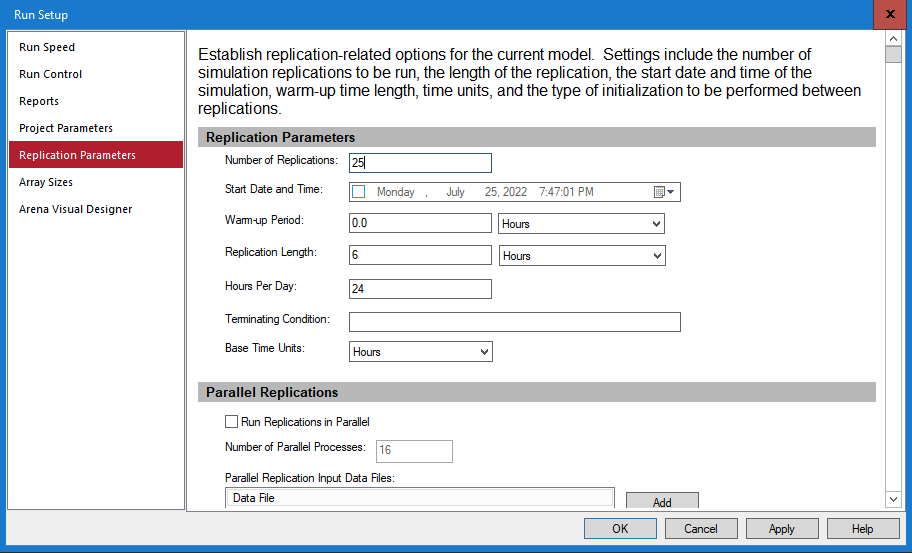 Run Setup
x
Run Speed
Run Control
Reports
Project Parameters
Replication Parameters
Array Sizes
Arena Visual Designer
Establish replication-related options for the current model.  Settings include the number of
simulation replications to be run, the length of the replication, the start date and time of the
simulation, warm-up time length, time units, and the type of initialization to be performed between
replications.
Replication Parameters
Number of Replications: 25
Start Date and Time: Monday , July 25, 2022 7:47:01 PM
Warm-up Period: 0.0 Hours
Replication Length: 6 Hours
Hours Per Day: 24
Terminating Condition:
Base Time Units: Hours
Parallel Replications
Run Replications in Parallel
Number of Parallel Processes: 16
Parallel Replication Input Data Files:
Data File Add
OK Cancel Apply Help